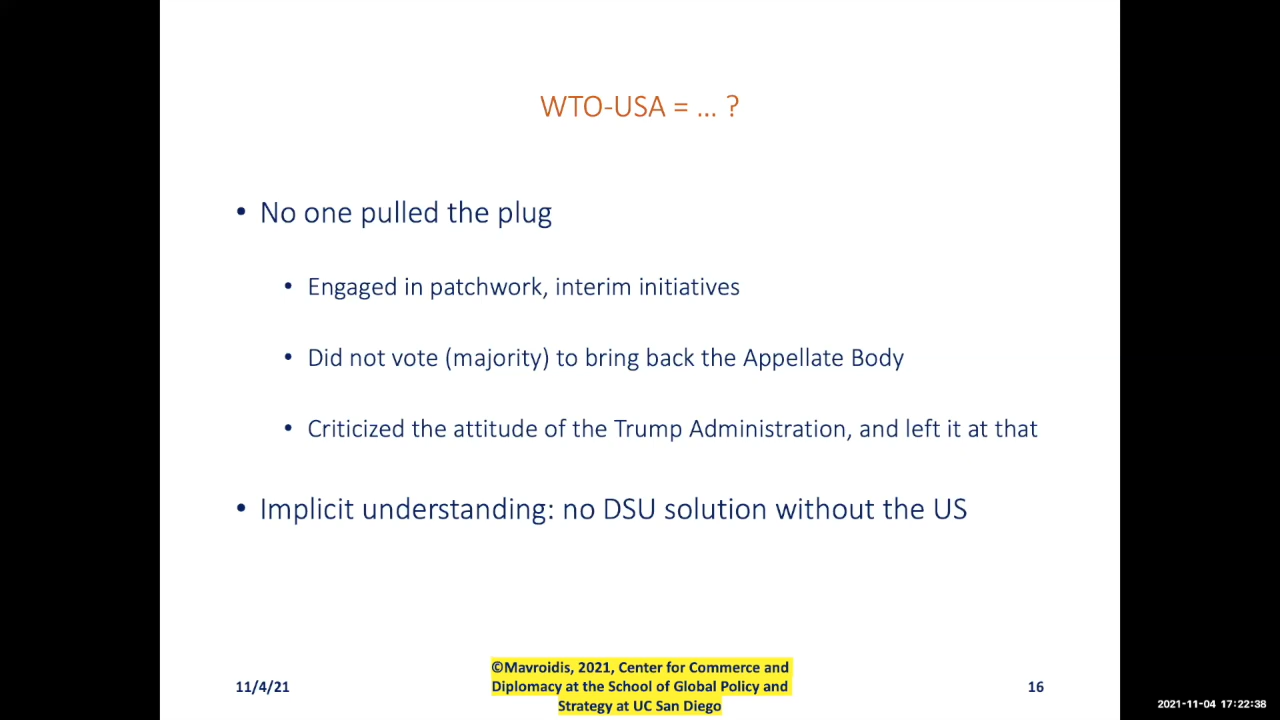 WTO-USA = ... ?
• No one pulled the plug
• Engaged in patchwork, interim initiatives
• Did not vote (majority) to bring back the Appellate Body
• Criticized the attitude of the Trump Administration, and left it at that
• Implicit understanding: no DSU solution without the US
11/4/21
©Mavroidis, 2021, Center for Commerce and
Diplomacy at the School of Global Policy and
Strategy at UC San Diego
16
2021-11-04 17:22:38